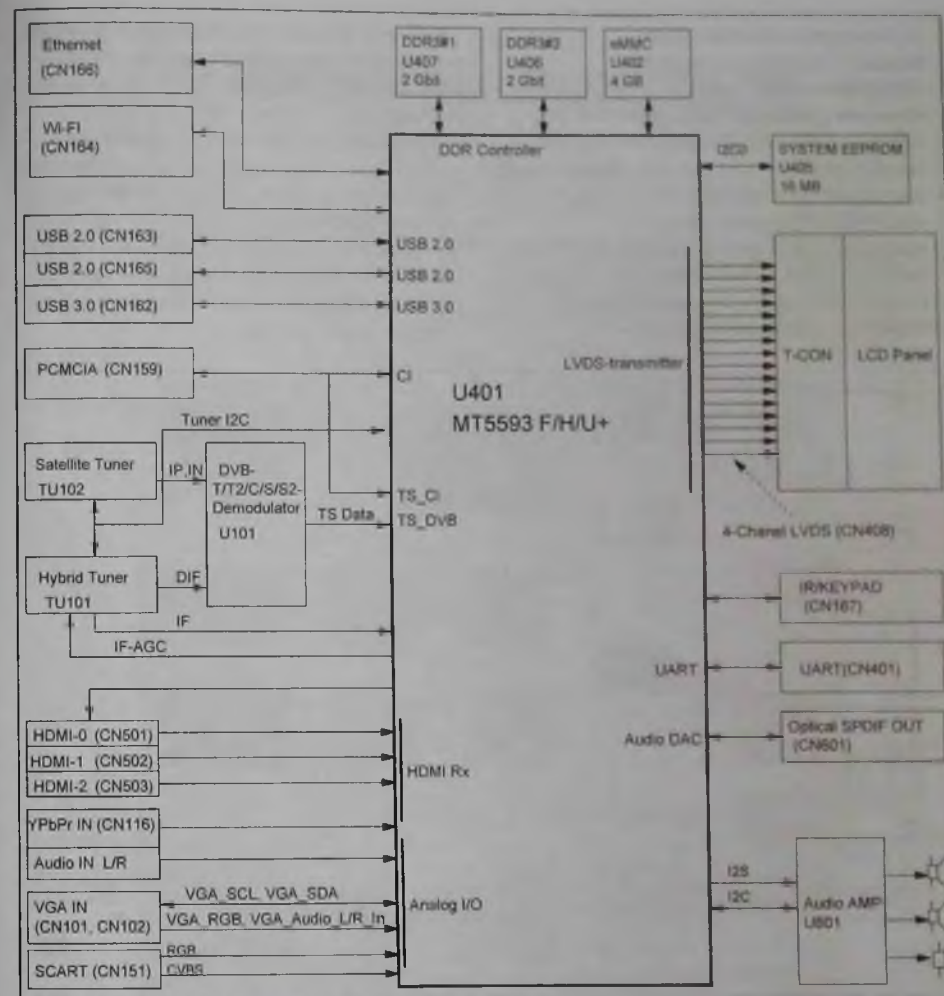 Ethernet
(CN166)
WI-FI
(CN164)
USB 2.0 (CN163)
USB 2.0 (CN165)
USB 3.0 (CN162)
PCMCIA (CN159)
Satellite Tuner
TU102
Hybrid Tuner
TU101
Tuner I2C
IP,IN
DIF
IF
IF-AGC
DVB-
T/T2/C/S/S2-
Demodulator
U101
TS Data
HDMI-0 (CN501)
HDMI-1 (CN502)
HDMI-2 (CN503)
YPbPr IN (CN116)
Audio IN L/R
VGA IN
(CN101, CN102)
SCART (CN151)
VGA_SCL, VGA_SDA
VGA_RGB, VGA_Audio_L/R_In
RGB
CVBS
DDR3#1
U407
2 Gbit
DDR3#2
U406
2 Gbit
eMMC
U402
4 GB
DDR Controller
USB 2.0
USB 2.0
USB 3.0
CI
U401
MT5593 F/H/U+
LVDS-transmitter
TS_CI
TS_DVB
UART
Audio DAC
HDMI Rx
Analog I/O
SYSTEM EEPROM
U405
16 MB
T-CON
LCD Panel
4-Chanel LVDS (CN408)
IR/KEYPAD
(CN167)
UART(CN401)
Optical SPDIF OUT
(CN601)
I2S
I2C
Audio AMP
U601